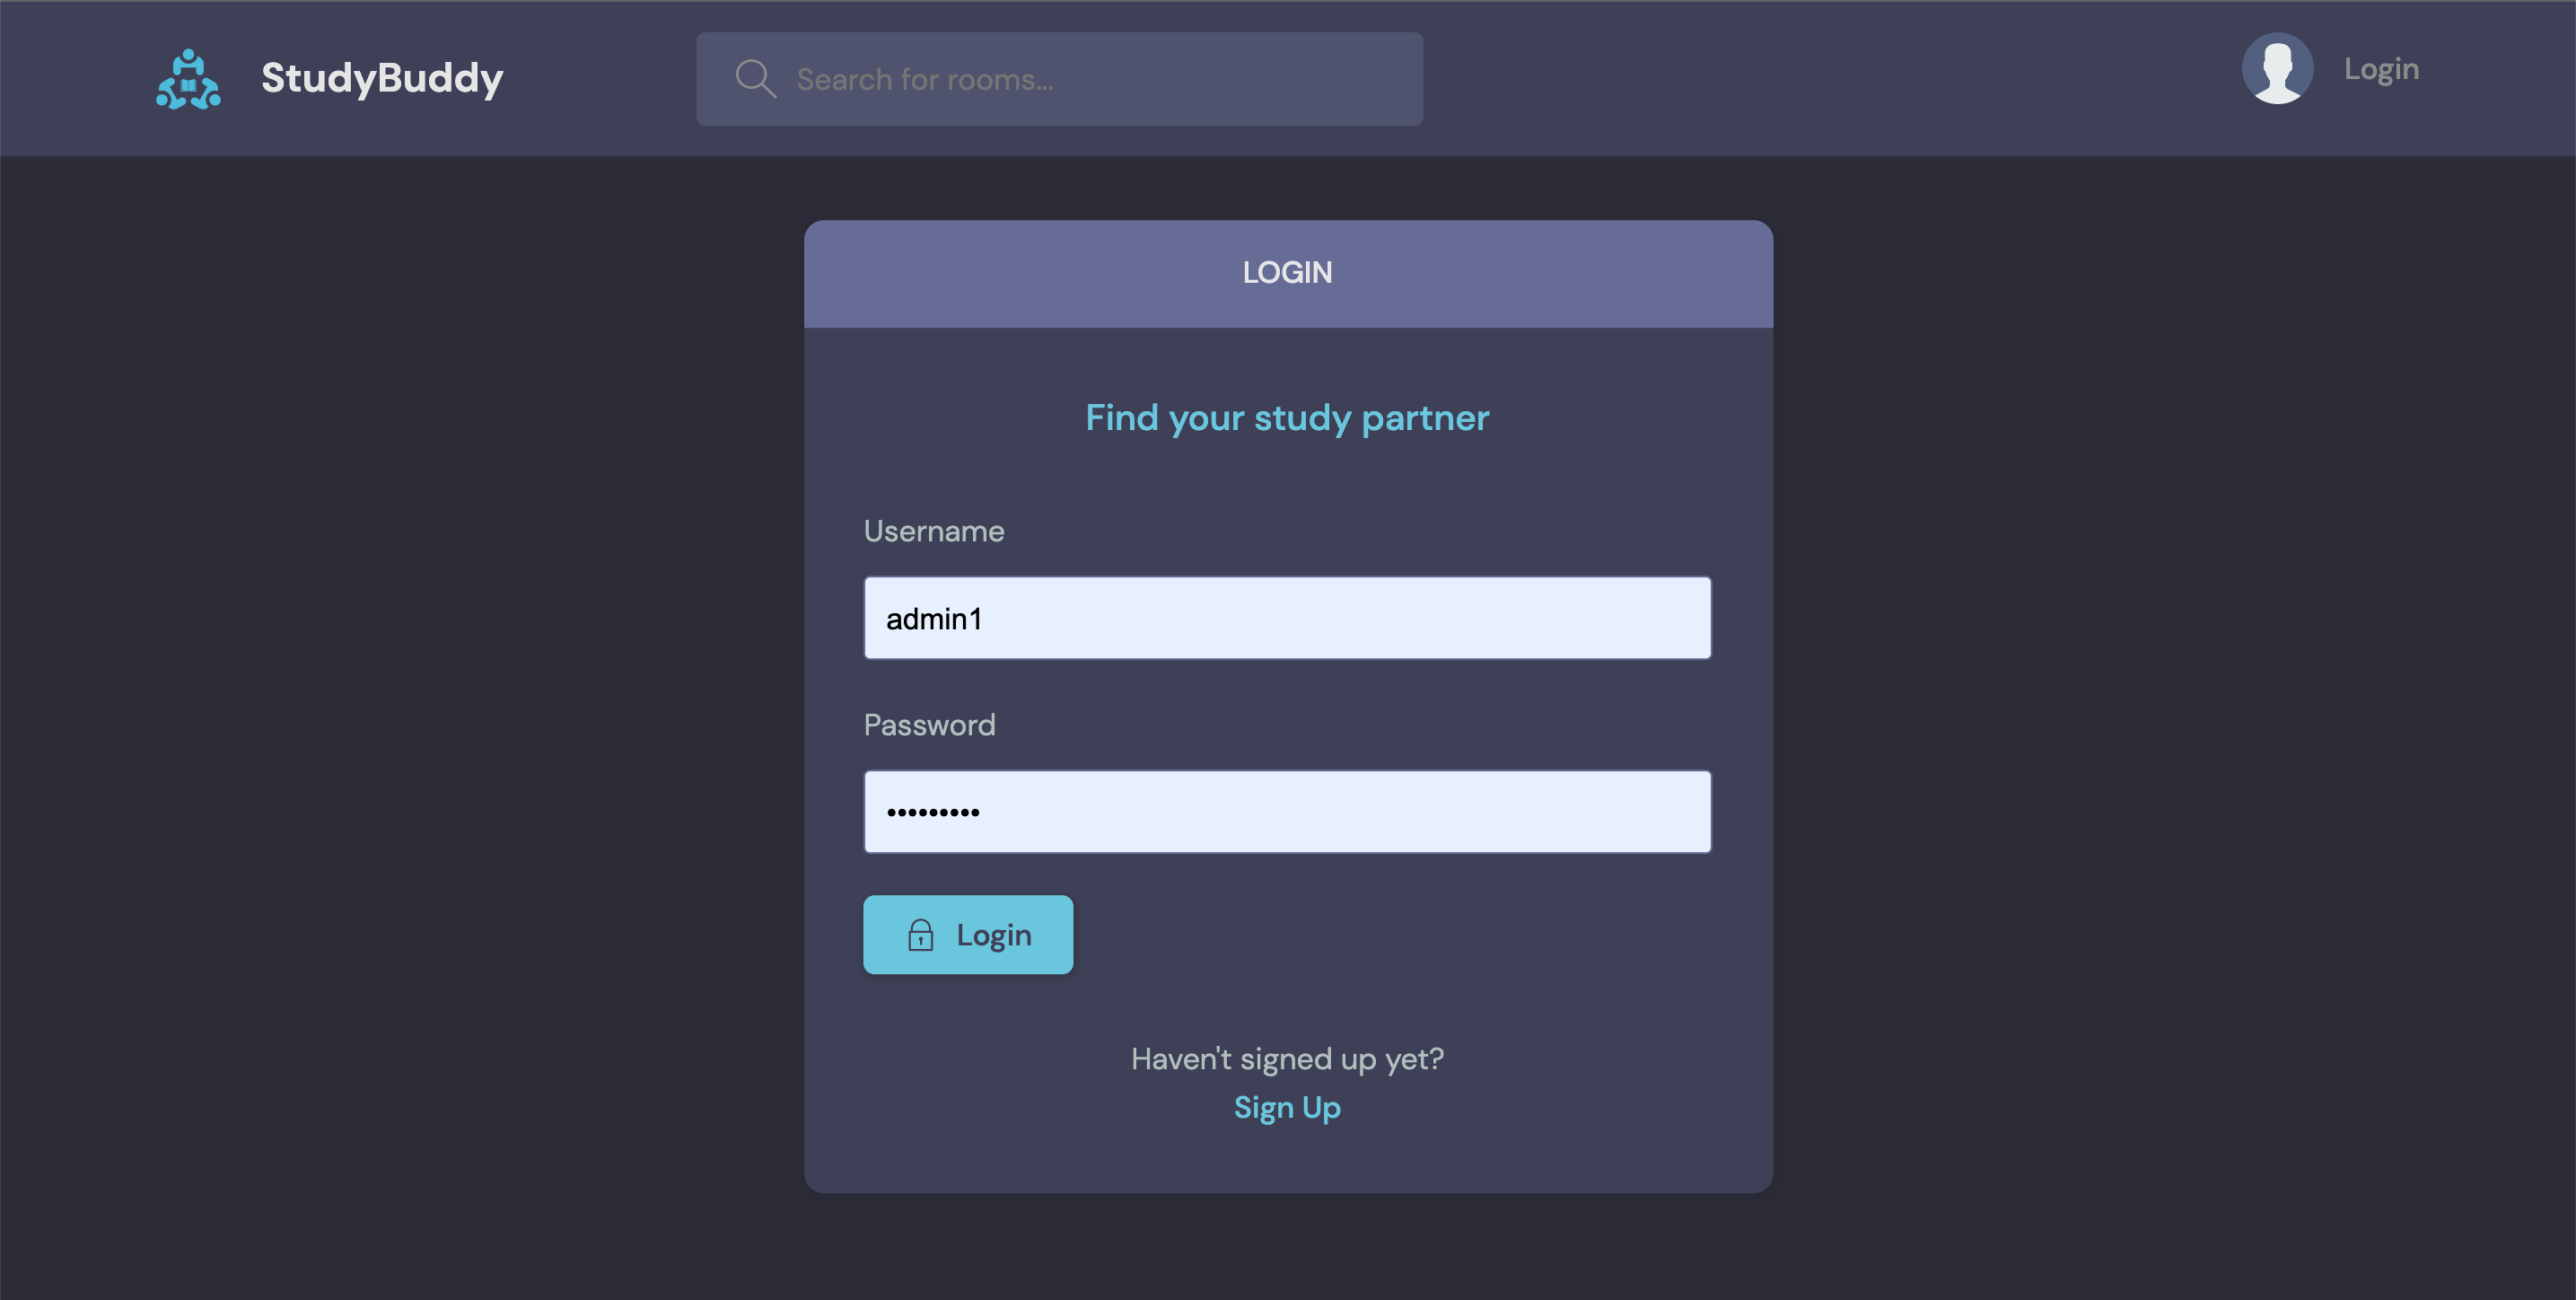 StudyBuddy
Search for rooms...
Login
LOGIN
Find your study partner
Username
admin1
Password
•••••••••
Login
Haven't signed up yet?
Sign Up